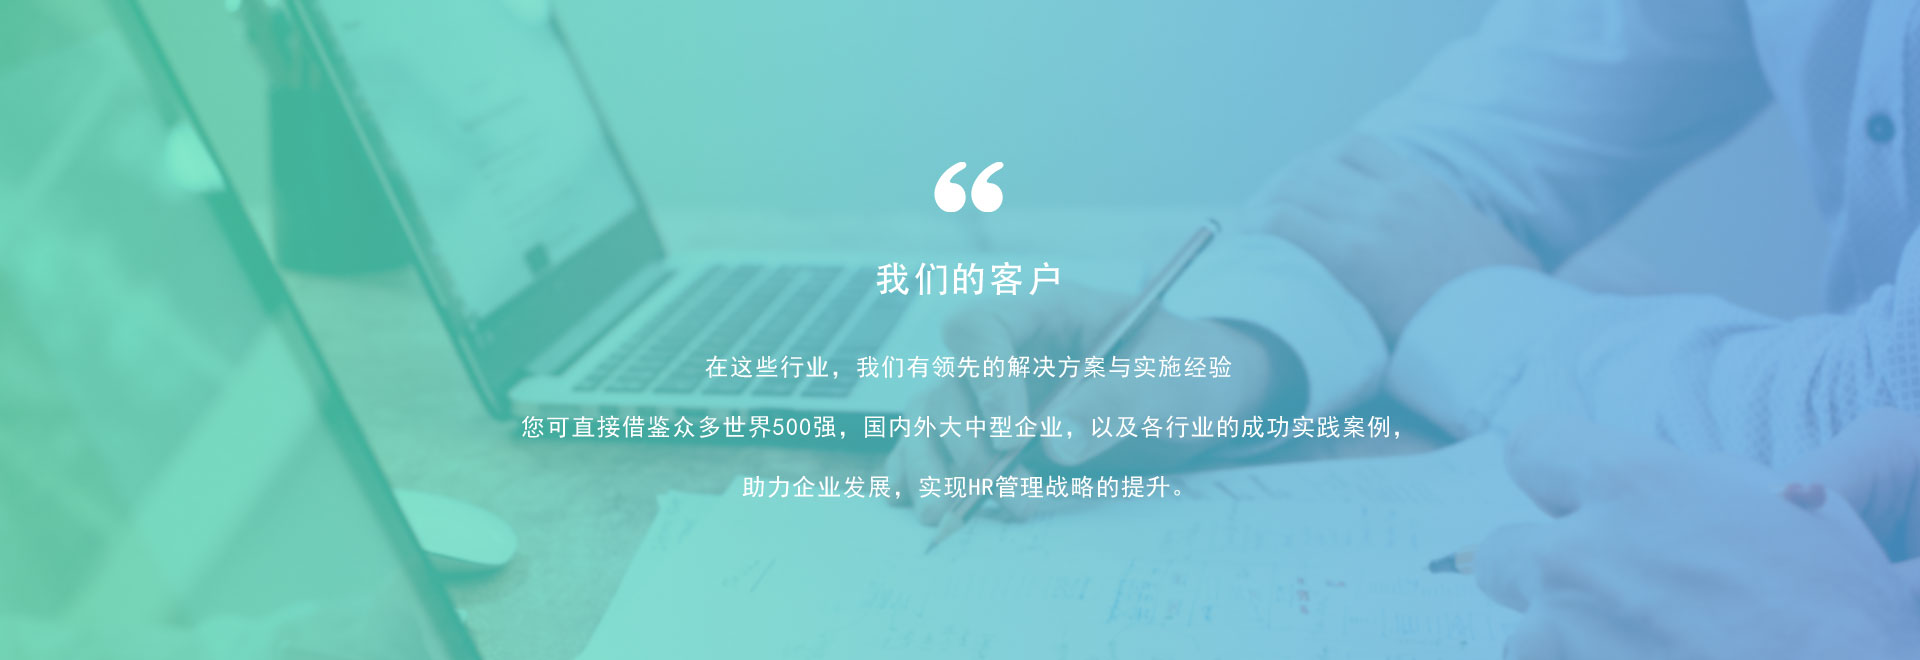 “
我们的客户
在这些行业，我们有领先的解决方案与实施经验
您可直接借鉴众多世界500强，国内外大中型企业，以及各行业的成功实践案例，
助力企业发展，实现HR管理战略的提升。